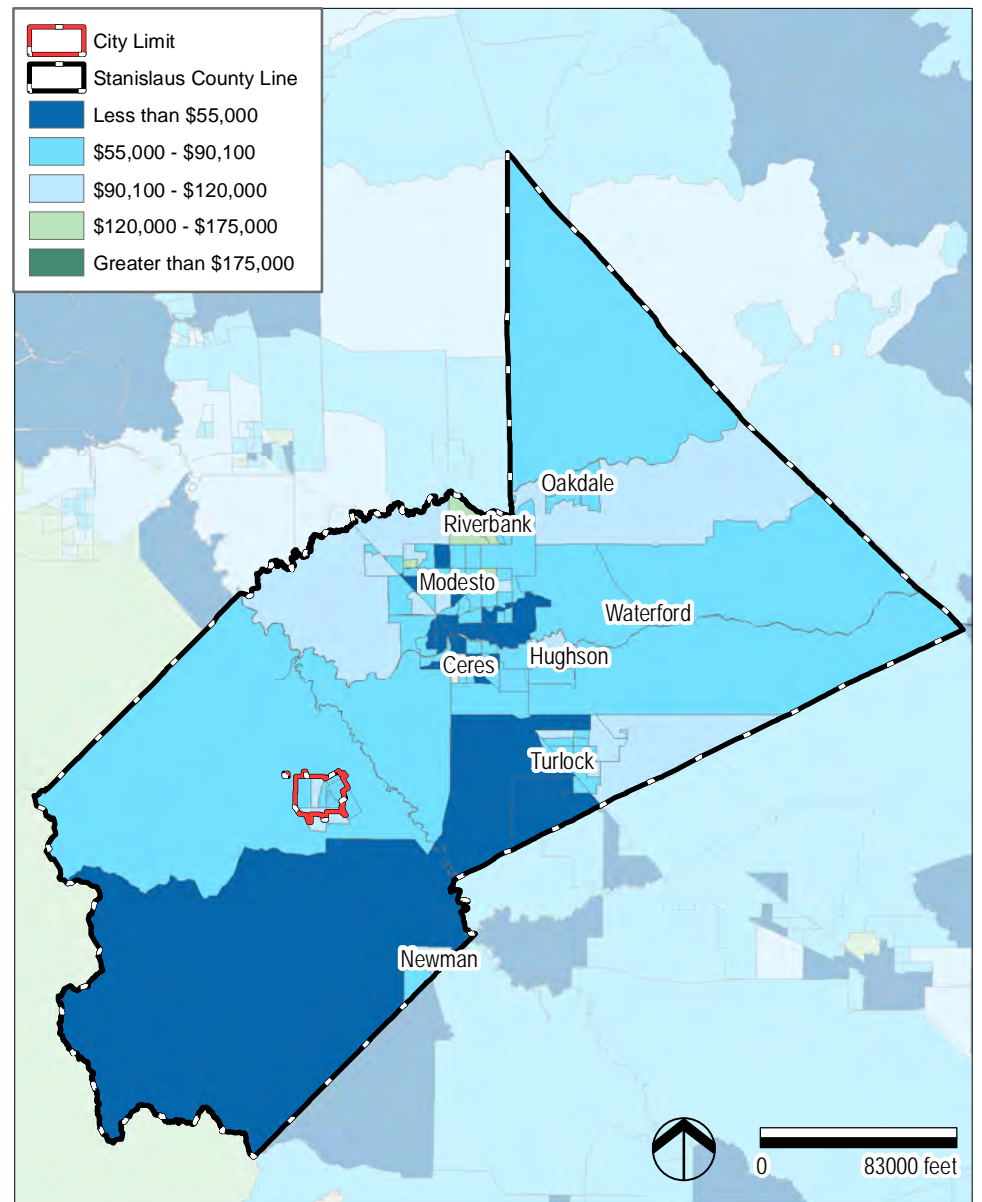 City Limit
Stanislaus County Line
Less than $55,000
$55,000 - $90,100
$90,100 - $120,000
$120,000 - $175,000
Greater than $175,000
Oakdale
Riverbank
Modesto
Waterford
Hughson
Ceres
Turlock
Newman
0 83000 feet